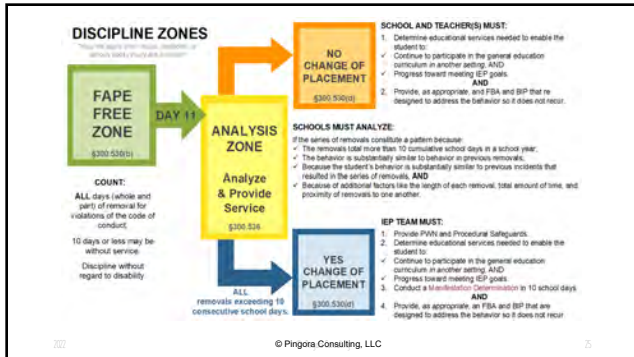 DISCIPLINE ZONES
FAPE
FREE
ZONE
§300.530(b)
DAY 11
ANALYSIS
ZONE
Analyze
& Provide
Service
§300.536
NO
CHANGE OF
PLACEMENT
§300.530(d)
YES
CHANGE OF
PLACEMENT
§300.530(d)
COUNT:
ALL days (whole and
part) of removal for
violations of the code of
conduct.
10 days or less may be
without service.
Discipline without
regard to disability.
ALL
removals exceeding 10
consecutive school days.
SCHOOL AND TEACHER(S) MUST:
1. Determine educational services needed to enable the
student to:
✓ Continue to participate in the general education
curriculum in another setting, AND
✓ Progress toward meeting IEP goals.
AND
2. Provide, as appropriate, and FBA and BIP that re
designed to address the behavior so it does not recur.
SCHOOLS MUST ANALYZE:
If the series of removals constitute a pattern because:
✓ The removals total more than 10 cumulative school days in a school year;
✓ The behavior is substantially similar to behavior in previous removals;
✓ Because the student's behavior is substantially similar to previous incidents that
resulted in the series of removals, AND
✓ Because of additional factors like the length of each removal, total amount of time, and
proximity of removals to one another.
IEP TEAM MUST:
1. Provide PWN and Procedural Safeguards.
2. Determine educational services needed to enable the
student to:
✓ Continue to participate in the general education
curriculum in another setting, AND
✓ Progress toward meeting IEP goals.
3. Conduct a Manifestation Determination in 10 school days
AND
4. Provide, as appropriate, an FBA and BIP that are
designed to address the behavior so it does not recur
© Pingora Consulting, LLC
25